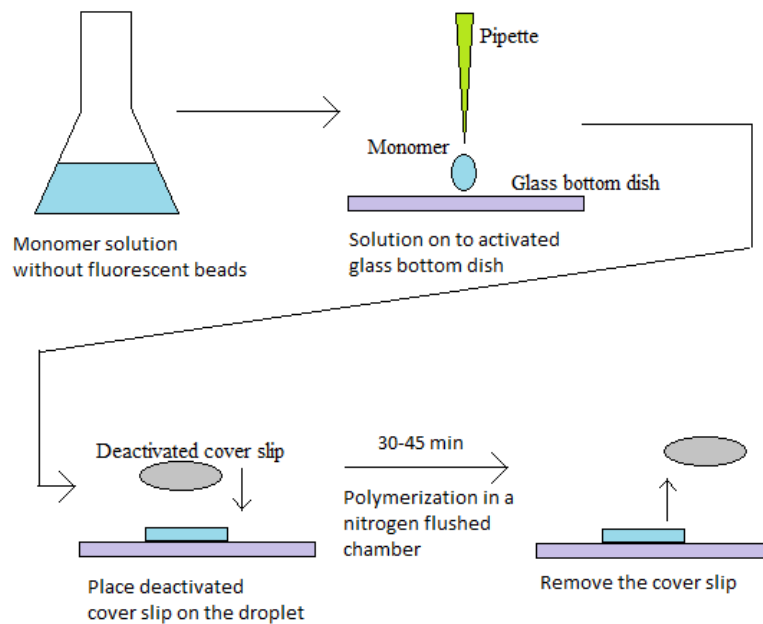 Pipette
Monomer
Glass bottom dish
Monomer solution
without fluorescent beads
Solution on to activated
glass bottom dish
Deactivated cover slip
30-45 min
Polymerization in a
nitrogen flushed
chamber
Place deactivated
cover slip on the droplet
Remove the cover slip